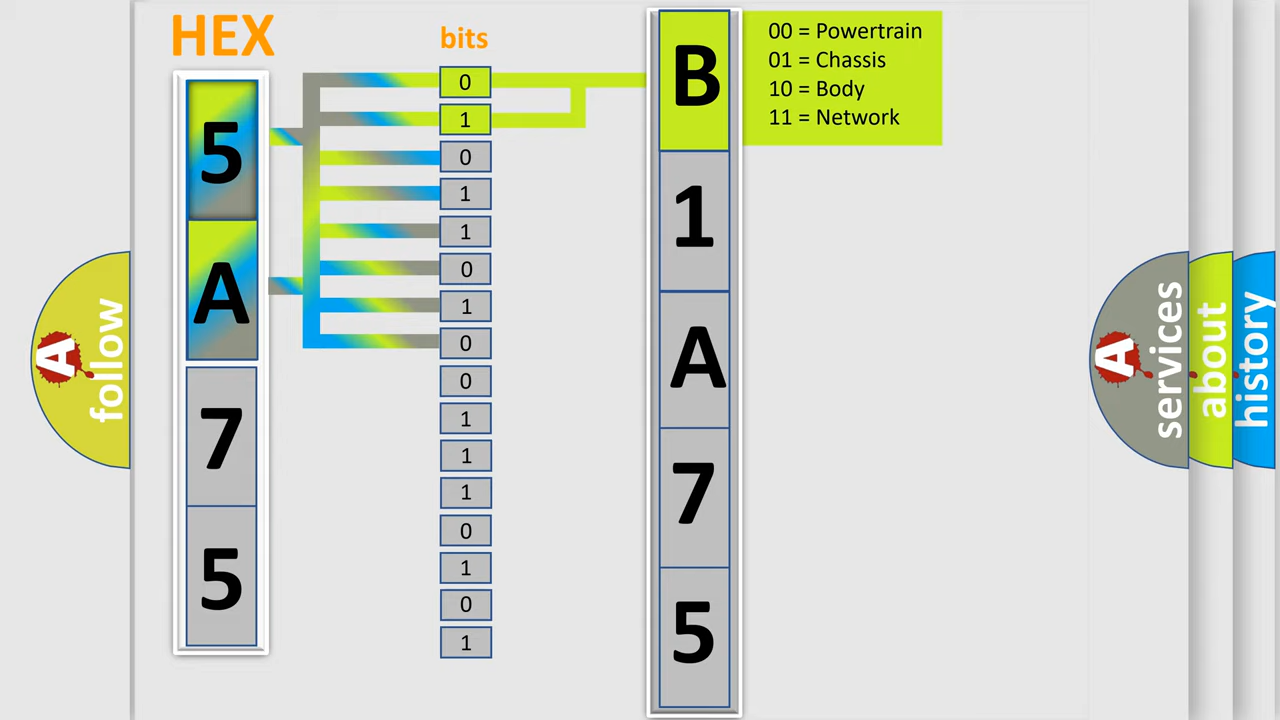 HEX
bits
5
A
7
5
0
1
0
1
1
0
1
0
0
1
1
1
0
1
0
1
B
1
A
7
5
00 = Powertrain
01 = Chassis
10 = Body
11 = Network
A follow
A services
about
history